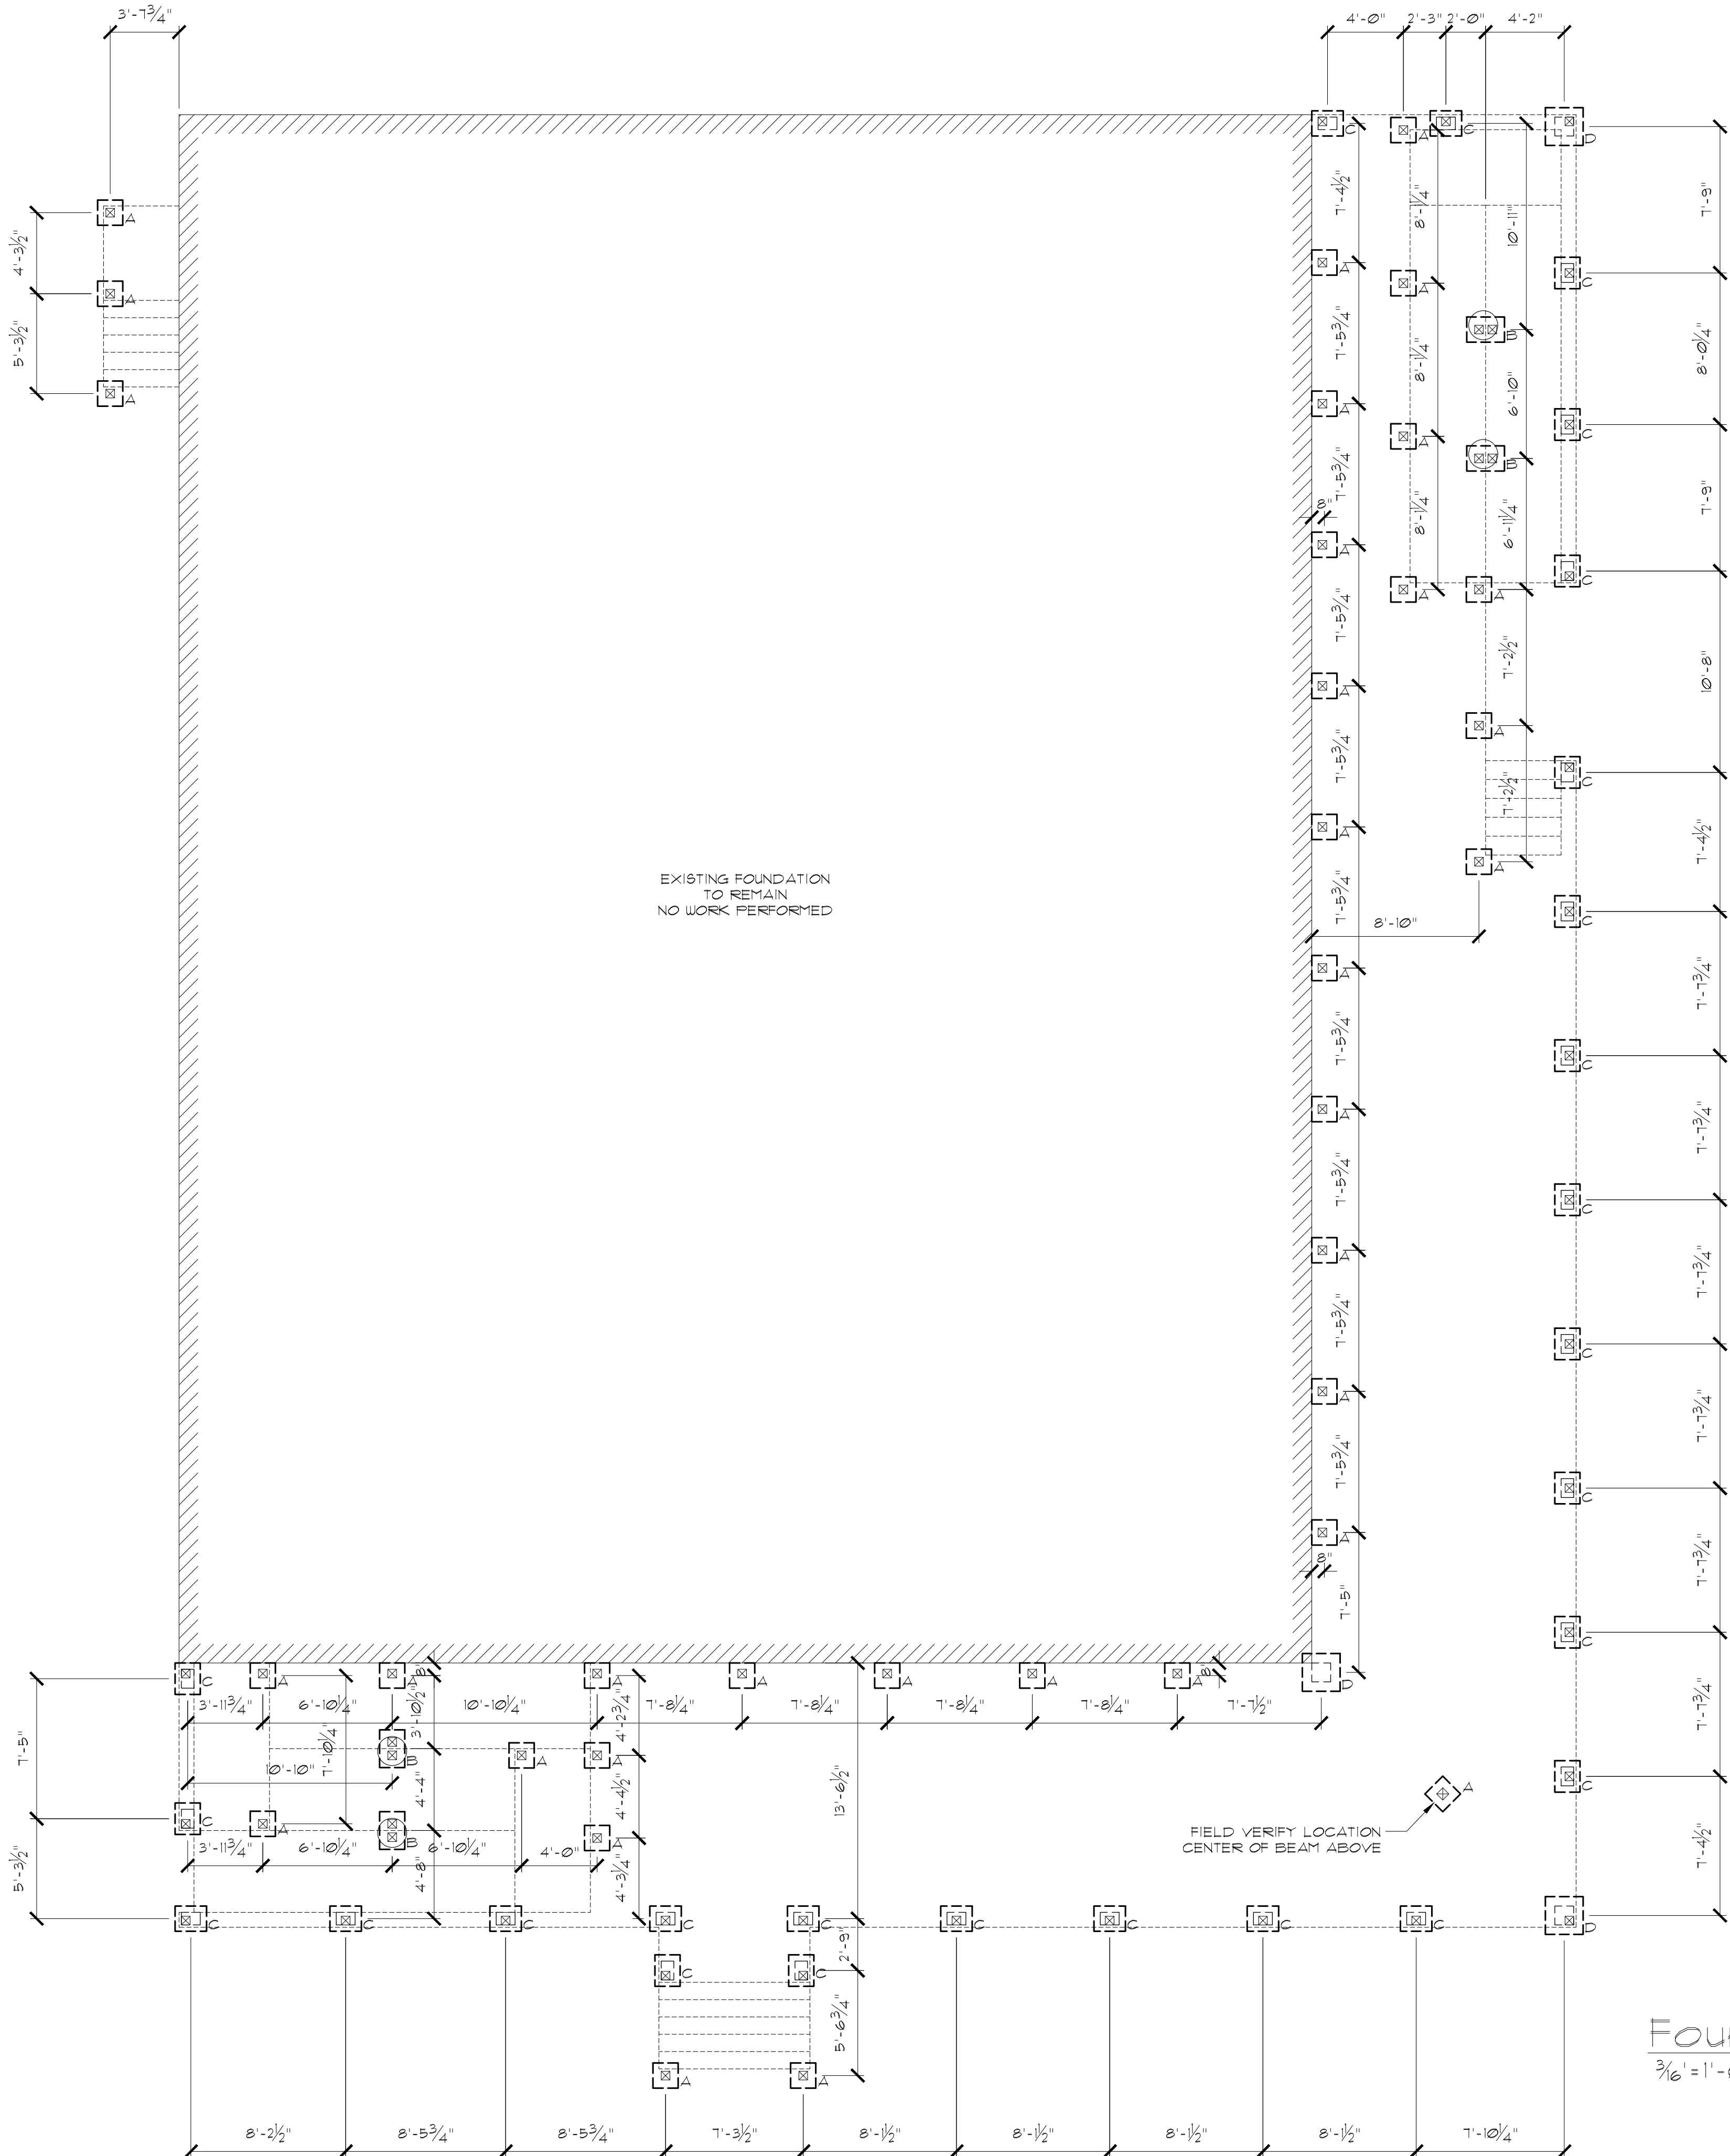 3'-7¾"
4'-0" 2'-3" 2'-0" 4'-2"
C
A
C
D
7'-4½"
8'-1¼"
10'-11"
7'-9"
A
A
4'-3½"
A
A
C
5'-3½"
7'-5¾"
8'-1¼"
B
6'-10"
8'-0¼"
A
A
A
C
B
7'-5¾"
8"
8'-1¼"
6'-11¼"
7'-9"
A
A
A
C
7'-5¾"
7'-2½"
10'-8"
A
A
C
7'-5¾"
7'-2½"
7'-4½"
A
A
EXISTING FOUNDATION
TO REMAIN
NO WORK PERFORMED
7'-5¾"
C
8'-10"
A
7'-7¾"
7'-5¾"
C
A
7'-7¾"
7'-5¾"
C
A
7'-7¾"
7'-5¾"
C
A
7'-7¾"
7'-5¾"
C
A
7'-7¾"
8"
7'-5"
C
8"
8"
C
A
A
A
A
A
A
A
D
3'-11¾" 6'-10¼" 10'-10¼" 7'-8¼" 7'-8¼" 7'-8¼" 7'-8¼" 7'-7½"
7'-7¾"
3'-10½"
4'-2¾"
7'-5"
7'-10¼"
B
A
A
10'-10"
4'-4"
4'-4½"
13'-6½"
A
C
C
A
B
A
FIELD VERIFY LOCATION
CENTER OF BEAM ABOVE
7'-4½"
3'-11¾" 6'-10¼" 6'-10¼" 4'-0"
5'-3½"
4'-8"
4'-3¼"
C
C
C
C
C
C
C
C
C
D
2'-9"
C
C
5'-6¾"
A
A
3/16'=1'-
8'-2½" 8'-5¾" 8'-5¾" 7'-3½" 8'-1½" 8'-1½" 8'-1½" 8'-1½" 7'-10¼"